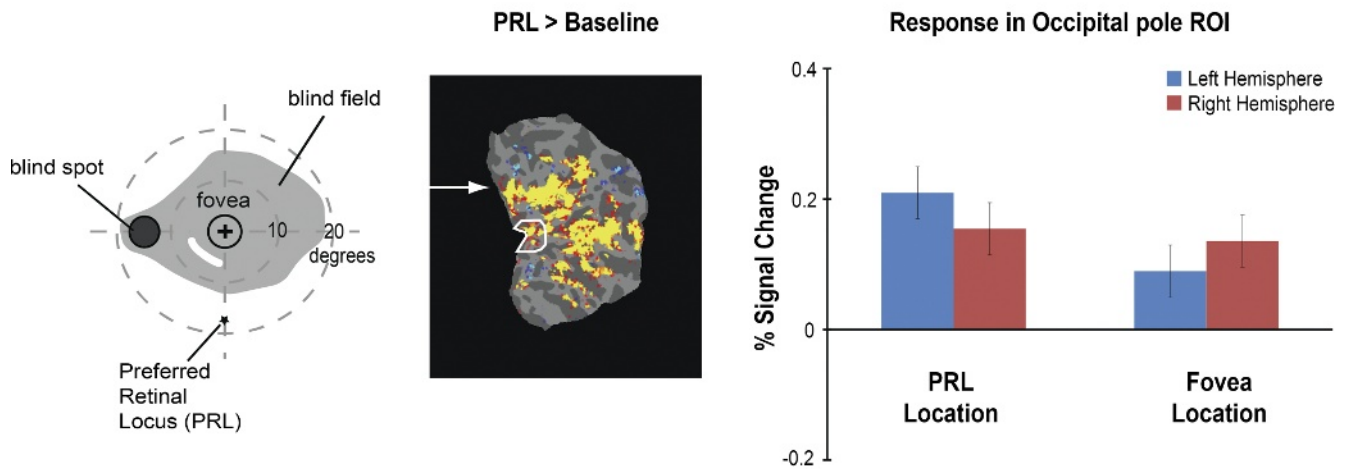 blind field
blind spot
fovea
10
20
degrees
Preferred
Retinal
Locus (PRL)
PRL > Baseline
Response in Occipital pole ROI
Left Hemisphere
Right Hemisphere
% Signal Change
0.4
0.2
0
-0.2
PRL
Location
Fovea
Location